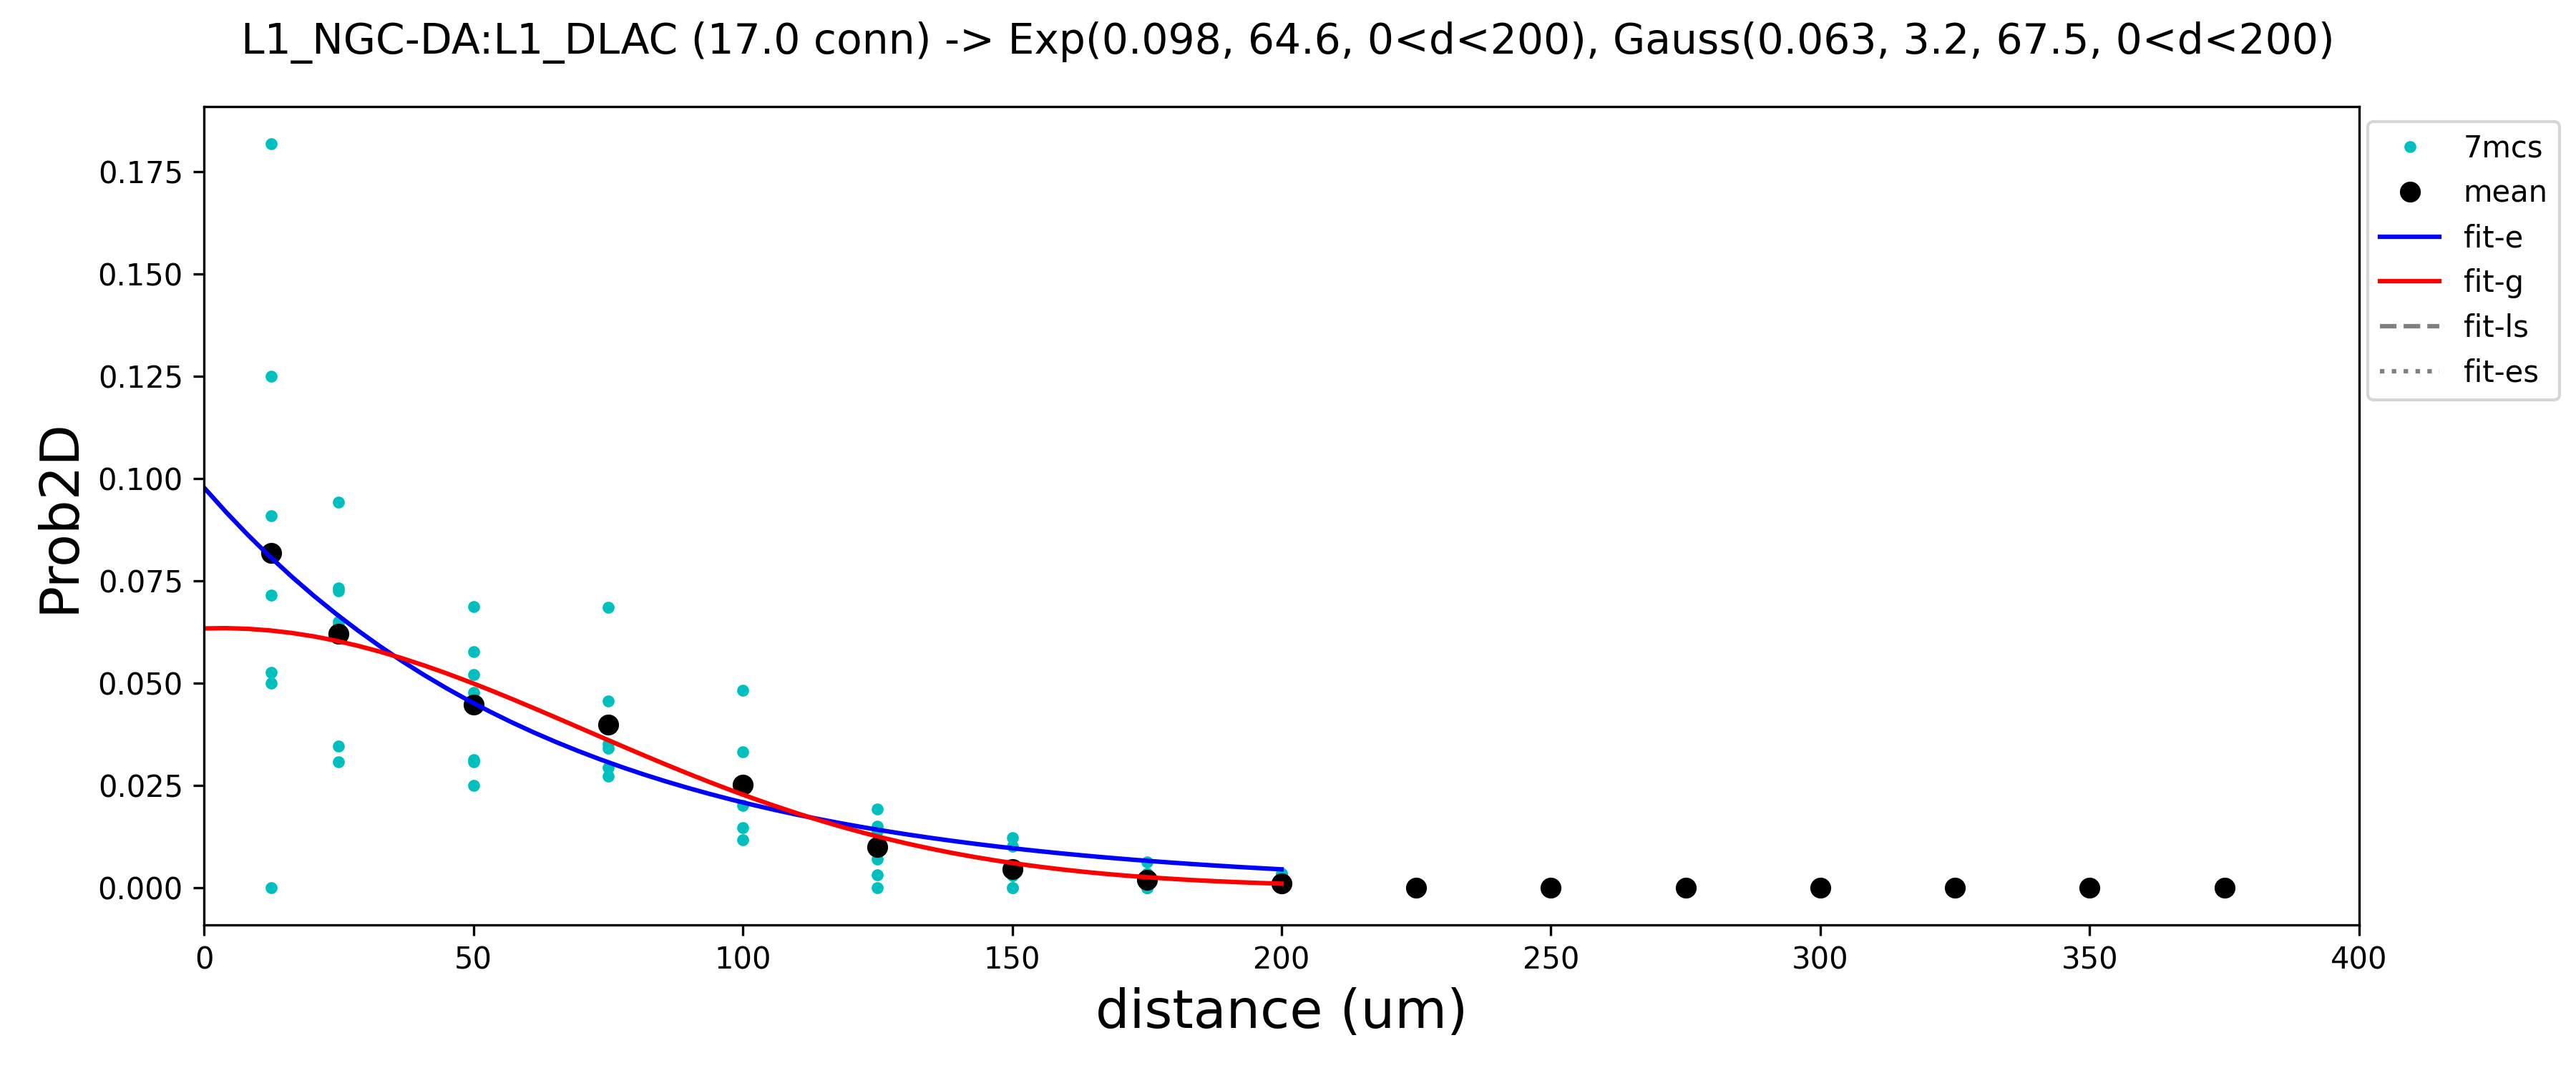 L1_NGC-DA:L1_DLAC (17.0 conn) -> Exp(0.098, 64.6, 0<d<200), Gauss(0.063, 3.2, 67.5, 0<d<200)
Prob2D
0.175
0.150
0.125
0.100
0.075
0.050
0.025
0.000
0 50 100 150 200 250 300 350 400
distance (um)
7mcs
mean
fit-e
fit-g
fit-ls
fit-es